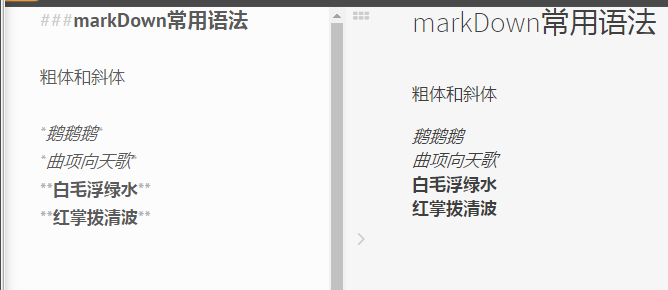 ###markDown常用语法
粗体和斜体
*鹅鹅鹅*
*曲项向天歌*
**白毛浮绿水**
**红掌拨清波**
markDown常用语法
粗体和斜体
鹅鹅鹅
曲项向天歌
白毛浮绿水
红掌拨清波